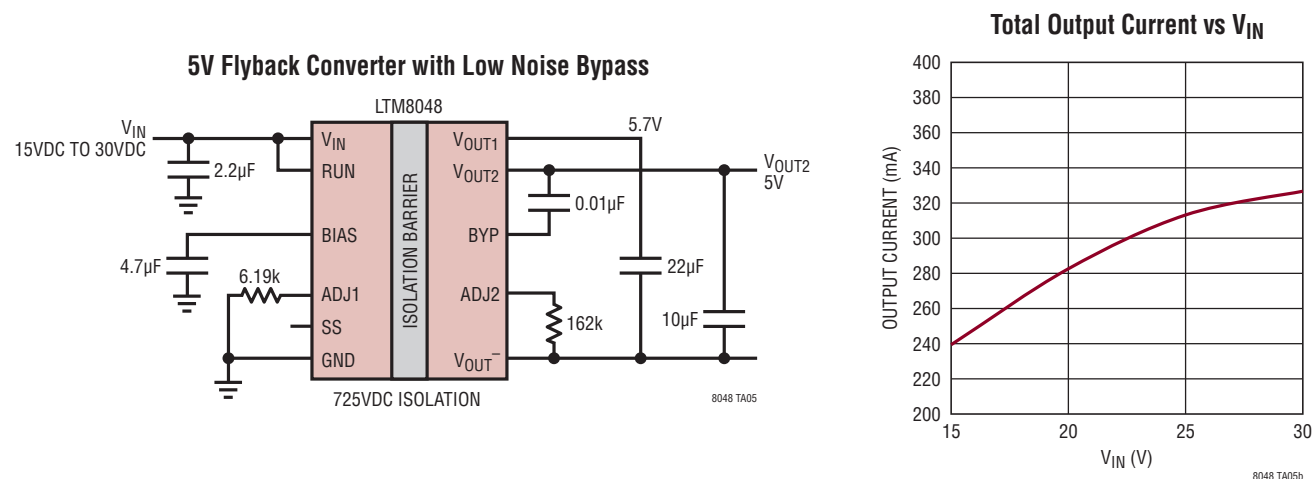 5V Flyback Converter with Low Noise Bypass
LTM8048
VIN
15VDC TO 30VDC
2.2µF
4.7µF
6.19k
VIN
RUN
BIAS
ADJ1
SS
GND
ISOLATION BARRIER
VOUT1
VOUT2
BYP
ADJ2
VOUT–
5.7V
VOUT2
5V
0.01µF
22µF
162k
10µF
725VDC ISOLATION
8048 TA05
Total Output Current vs VIN
OUTPUT CURRENT (mA)
400
380
360
340
320
300
280
260
240
220
200
15 20 25 30
VIN (V)
8048 TA05b